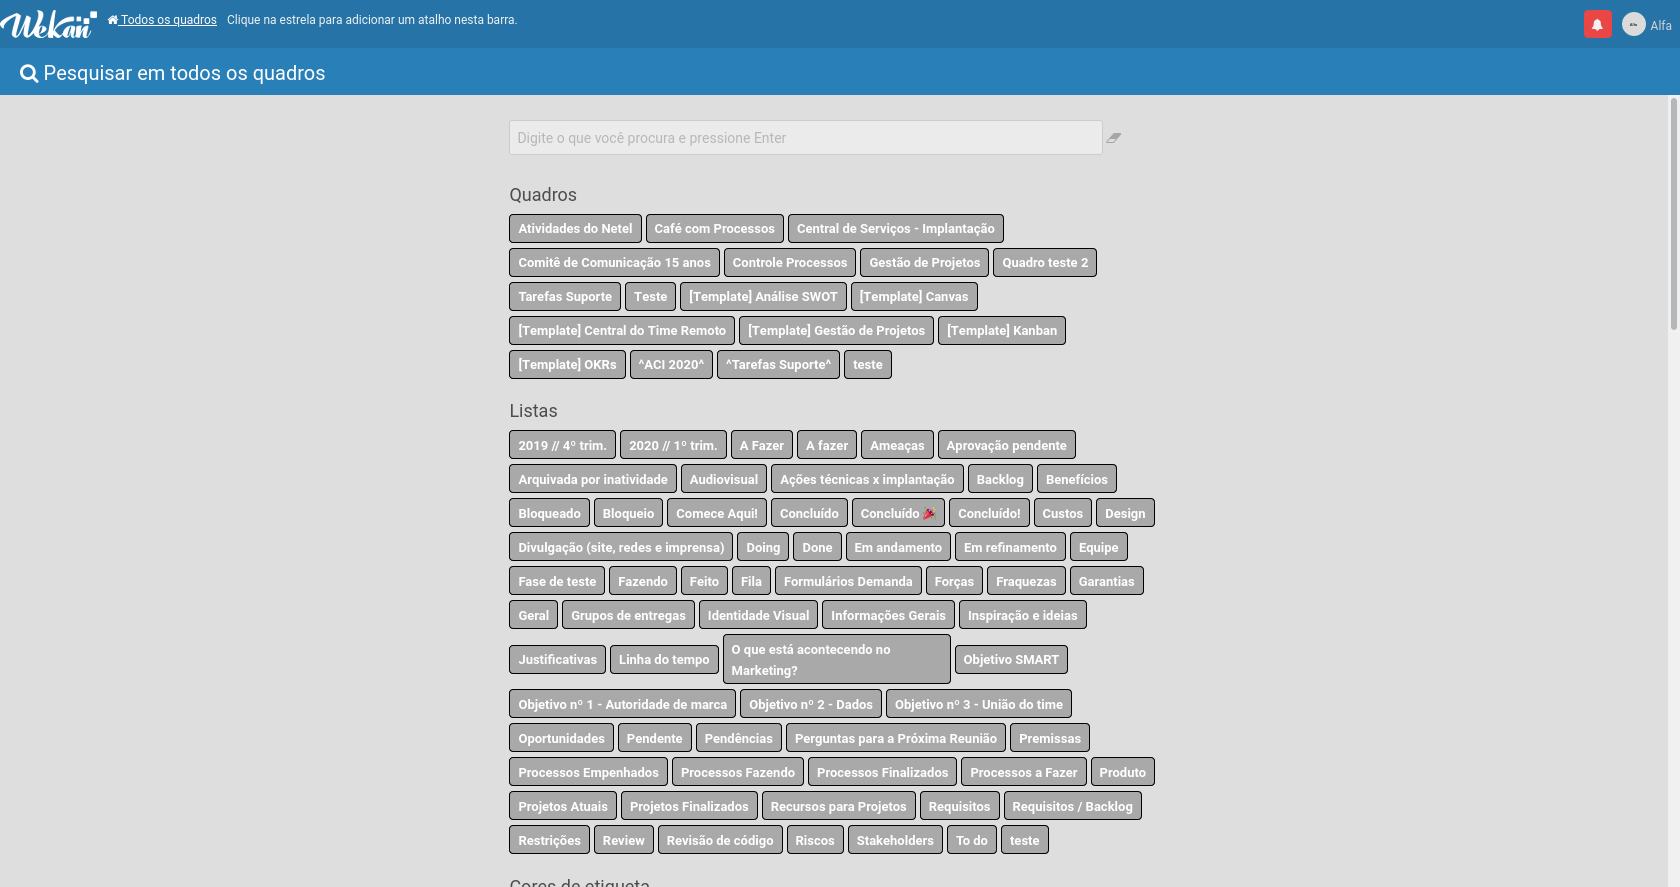 Wekan Todos os quadros Clique na estrela para adicionar um atalho nesta barra. Alfa
Pesquisar em todos os quadros
Digite o que você procura e pressione Enter
Quadros
Atividades do Netel Café com Processos Central de Serviços - Implantação
Comitê de Comunicação 15 anos Controle Processos Gestão de Projetos Quadro teste 2
Tarefas Suporte Teste [Template] Análise SWOT [Template] Canvas
[Template] Central do Time Remoto [Template] Gestão de Projetos [Template] Kanban
[Template] OKRs ^ACI 2020^ ^Tarefas Suporte^ teste
Listas
2019 // 4º trim. 2020 // 1º trim. A Fazer A fazer Ameaças Aprovação pendente
Arquivada por inatividade Audiovisual Ações técnicas x implantação Backlog Benefícios
Bloqueado Bloqueio Comece Aqui! Concluído Concluído 🎉 Concluído! Custos Design
Divulgação (site, redes e imprensa) Doing Done Em andamento Em refinamento Equipe
Fase de teste Fazendo Feito Fila Formulários Demanda Forças Fraquezas Garantias
Geral Grupos de entregas Identidade Visual Informações Gerais Inspiração e ideias
Justificativas Linha do tempo O que está acontecendo no
Marketing? Objetivo SMART
Objetivo nº 1 - Autoridade de marca Objetivo nº 2 - Dados Objetivo nº 3 - União do time
Oportunidades Pendente Pendências Perguntas para a Próxima Reunião Premissas
Processos Empenhados Processos Fazendo Processos Finalizados Processos a Fazer Produto
Projetos Atuais Projetos Finalizados Recursos para Projetos Requisitos Requisitos / Backlog
Restrições Review Revisão de código Riscos Stakeholders To do teste
Cores de etiqueta